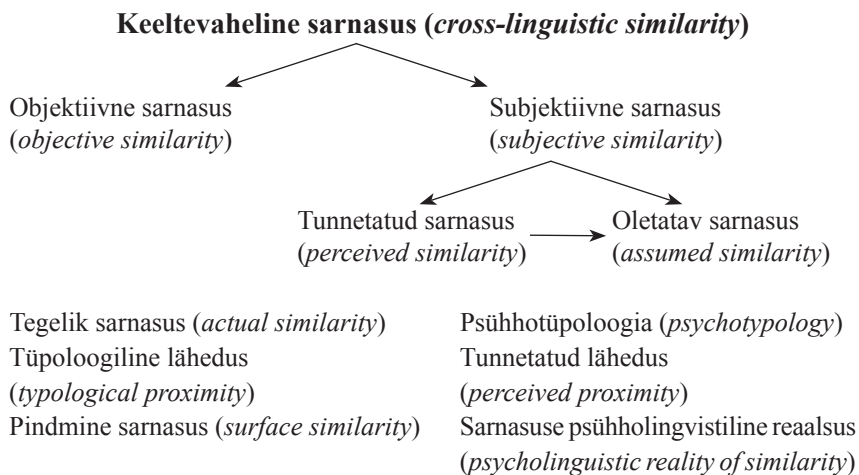 Keeltevaheline sarnasus (cross-linguistic similarity)
Objektiivne sarnasus
(objective similarity)
Subjektiivne sarnasus
(subjective similarity)
Tunnetatud sarnasus
(perceived similarity)
Oletatav sarnasus
(assumed similarity)
Tegelik sarnasus (actual similarity)
Tüpoloogiline lähedus
(typological proximity)
Pindmine sarnasus (surface similarity)
Psühhotüpoloogia (psychotypology)
Tunnetatud lähedus
(perceived proximity)
Sarnasuse psühholingvistiline reaalsus
(psycholinguistic reality of similarity)